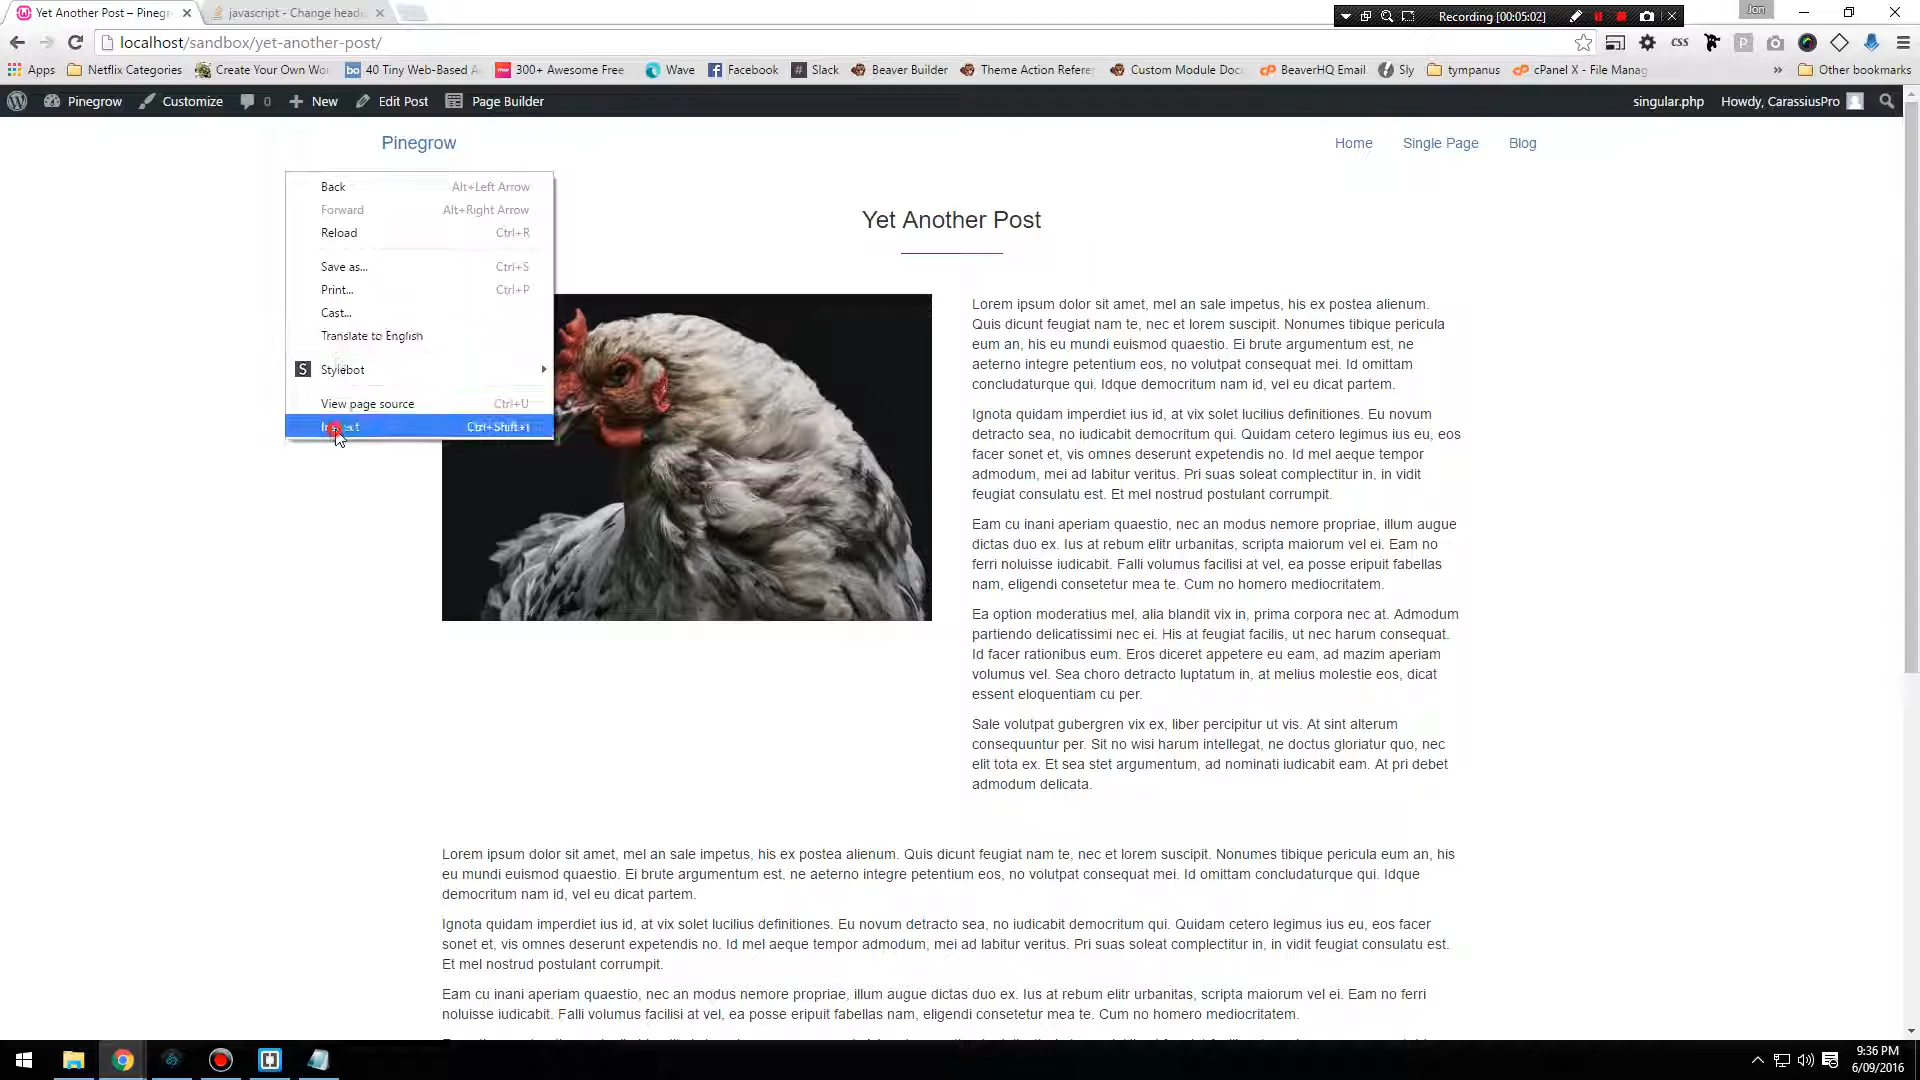 Yet Another Post – Pinegr
javascript - Change head
Recording [00:05:02]
Jon
localhost/sandbox/yet-another-post/
CSS
Apps
Netflix Categories
Create Your Own Wo
40 Tiny Web-Based A
300+ Awesome Free
Wave
Facebook
Slack
Beaver Builder
Theme Action Refere
Custom Module Doc
BeaverHQ Email
Sly
tympanus
cPanel X - File Manag
»
Other bookmarks
Pinegrow
Customize
0
New
Edit Post
Page Builder
singular.php
Howdy, CarassiusPro
Pinegrow
Home
Single Page
Blog
Back Alt+Left Arrow
Forward Alt+Right Arrow
Reload Ctrl+R
Save as... Ctrl+S
Print... Ctrl+P
Cast...
Translate to English
S Stylebot
View page source Ctrl+U
Ctrl+Shift+I
Yet Another Post
Lorem ipsum dolor sit amet, mel an sale impetus, his ex postea alienum.
Quis dicunt feugiat nam te, nec et lorem suscipit. Nonumes tibique pericula
eum an, his eu mundi euismod quaestio. Ei brute argumentum est, ne
aeterno integre petentium eos, no volutpat consequat mei. Id omittam
concludaturque qui. Idque democritum nam id, vel eu dicat partem.
Ignota quidam imperdiet ius id, at vix solet lucilius definitiones. Eu novum
detracto sea, no iudicabit democritum qui. Quidam cetero legimus ius eu, eos
facer sonet et, vis omnes deserunt expetendis no. Id mel aeque tempor
admodum, mei ad labitur veritus. Pri suas soleat complectitur in, in vidit
feugiat consulatu est. Et mel nostrud postulant corrumpit.
Eam cu inani aperiam quaestio, nec an modus nemore propriae, illum augue
dictas duo ex. Ius at rebum elitr urbanitas, scripta maiorum vel ei. Eam no
ferri noluisse iudicabit. Falli volumus facilisi at vel, ea posse eripuit fabellas
nam, eligendi consetetur mea te. Cum no homero mediocritatem.
Ea option moderatius mel, alia blandit vix in, prima corpora nec at. Admodum
partiendo delicatissimi nec ei. His at feugiat facilis, ut nec harum consequat.
Id facer rationibus eum. Eros diceret appetere eu eam, ad mazim aperiam
volumus vel. Sea choro detracto luptatum in, at melius molestie eos, dicat
essent eloquentiam cu per.
Sale volutpat gubergren vix ex, liber percipitur ut vis. At sint alterum
consequuntur per. Sit no wisi harum intellegat, ne doctus gloriatur quo, nec
elit tota ex. Et sea stet argumentum, ad nominati iudicabit eam. At pri debet
admodum delicata.
Lorem ipsum dolor sit amet, mel an sale impetus, his ex postea alienum. Quis dicunt feugiat nam te, nec et lorem suscipit. Nonumes tibique pericula eum an, his
eu mundi euismod quaestio. Ei brute argumentum est, ne aeterno integre petentium eos, no volutpat consequat mei. Id omittam concludaturque qui. Idque
democritum nam id, vel eu dicat partem.
Ignota quidam imperdiet ius id, at vix solet lucilius definitiones. Eu novum detracto sea, no iudicabit democritum qui. Quidam cetero legimus ius eu, eos facer
sonet et, vis omnes deserunt expetendis no. Id mel aeque tempor admodum, mei ad labitur veritus. Pri suas soleat complectitur in, in vidit feugiat consulatu est.
Et mel nostrud postulant corrumpit.
Eam cu inani aperiam quaestio, nec an modus nemore propriae, illum augue dictas duo ex. Ius at rebum elitr urbanitas, scripta maiorum vel ei. Eam no ferri
noluisse iudicabit. Falli volumus facilisi at vel, ea posse eripuit fabellas nam, eligendi consetetur mea te. Cum no homero mediocritatem.
9:36 PM
6/09/2016